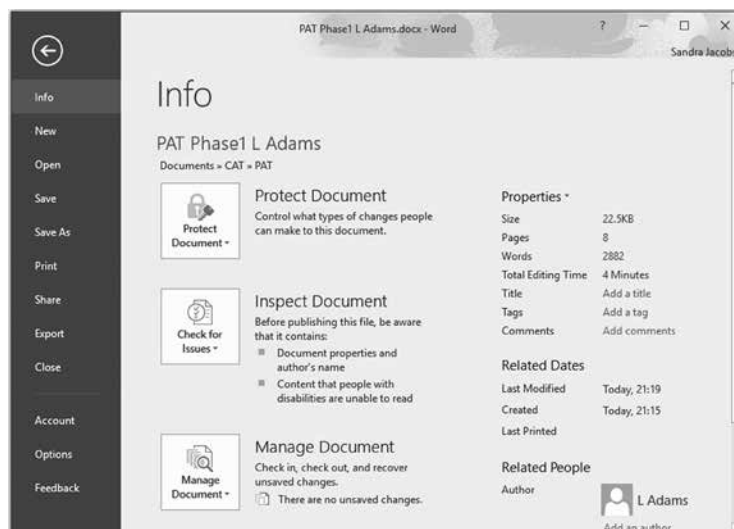 PAT Phase1 L Adams.docx - Word
?
Sandra Jacobs
Info
New
Open
Save
Save As
Print
Share
Export
Close
Account
Options
Feedback
Info
PAT Phase1 L Adams
Documents » CAT » PAT
Protect Document
Protect Document
Control what types of changes people
can make to this document.
Check for Issues
Inspect Document
Before publishing this file, be aware
that it contains:
Document properties and
author's name
Content that people with
disabilities are unable to read
Manage Document
Manage Document
Check in, check out, and recover
unsaved changes.
There are no unsaved changes.
Properties
Size 22.5KB
Pages 8
Words 2882
Total Editing Time 4 Minutes
Title Add a title
Tags Add a tag
Comments Add comments
Related Dates
Last Modified Today, 21:19
Created Today, 21:15
Last Printed
Related People
Author L Adams
Add an author